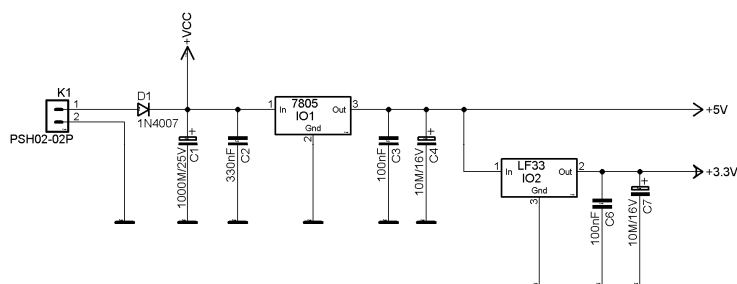 +VCC
K1
1
2
PSH02-02P
D1
1N4007
1000M/25V
C1
330nF
C2
1
In
7805
IO1
Out
3
Gnd
2
100nF
C3
10M/16V
C4
+5V
1
In
LF33
IO2
Out
2
Gnd
3
100nF
C6
10M/16V
C7
+3.3V
+
+
+